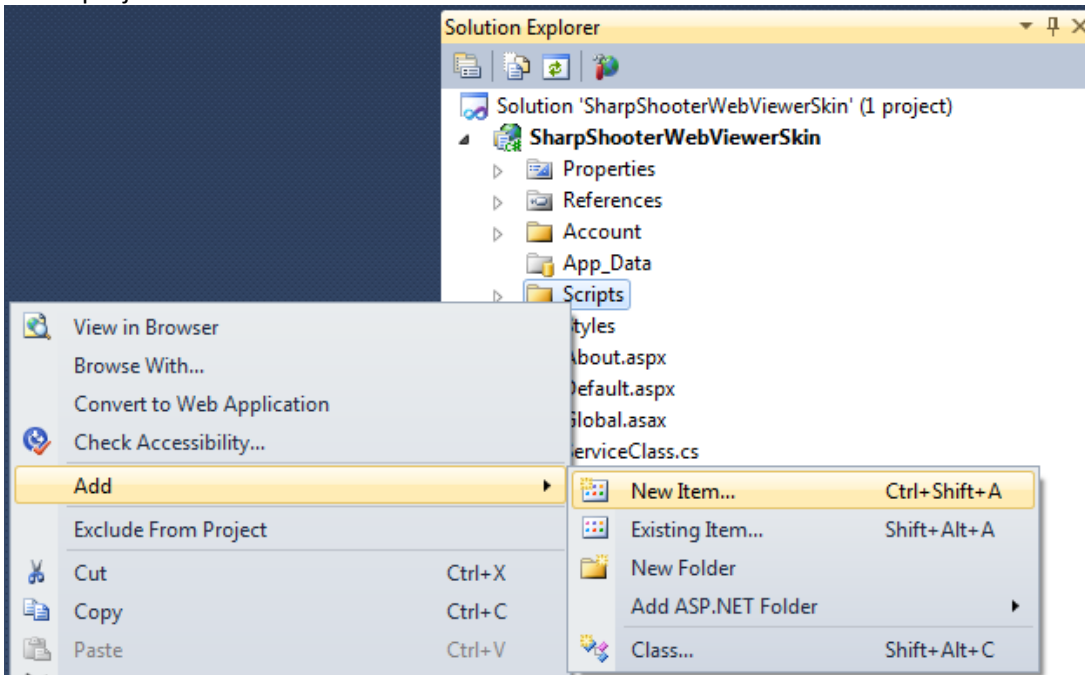 Solution Explorer
Solution 'SharpShooterWebViewerSkin' (1 project)
SharpShooterWebViewerSkin
Properties
References
Account
App_Data
Scripts
tyles
About.aspx
Default.aspx
Global.asax
erviceClass.cs
View in Browser
Browse With...
Convert to Web Application
Check Accessibility...
Add
Exclude From Project
Cut Ctrl+X
Copy Ctrl+C
Paste Ctrl+V
New Item... Ctrl+Shift+A
Existing Item... Shift+Alt+A
New Folder
Add ASP.NET Folder
Class... Shift+Alt+C